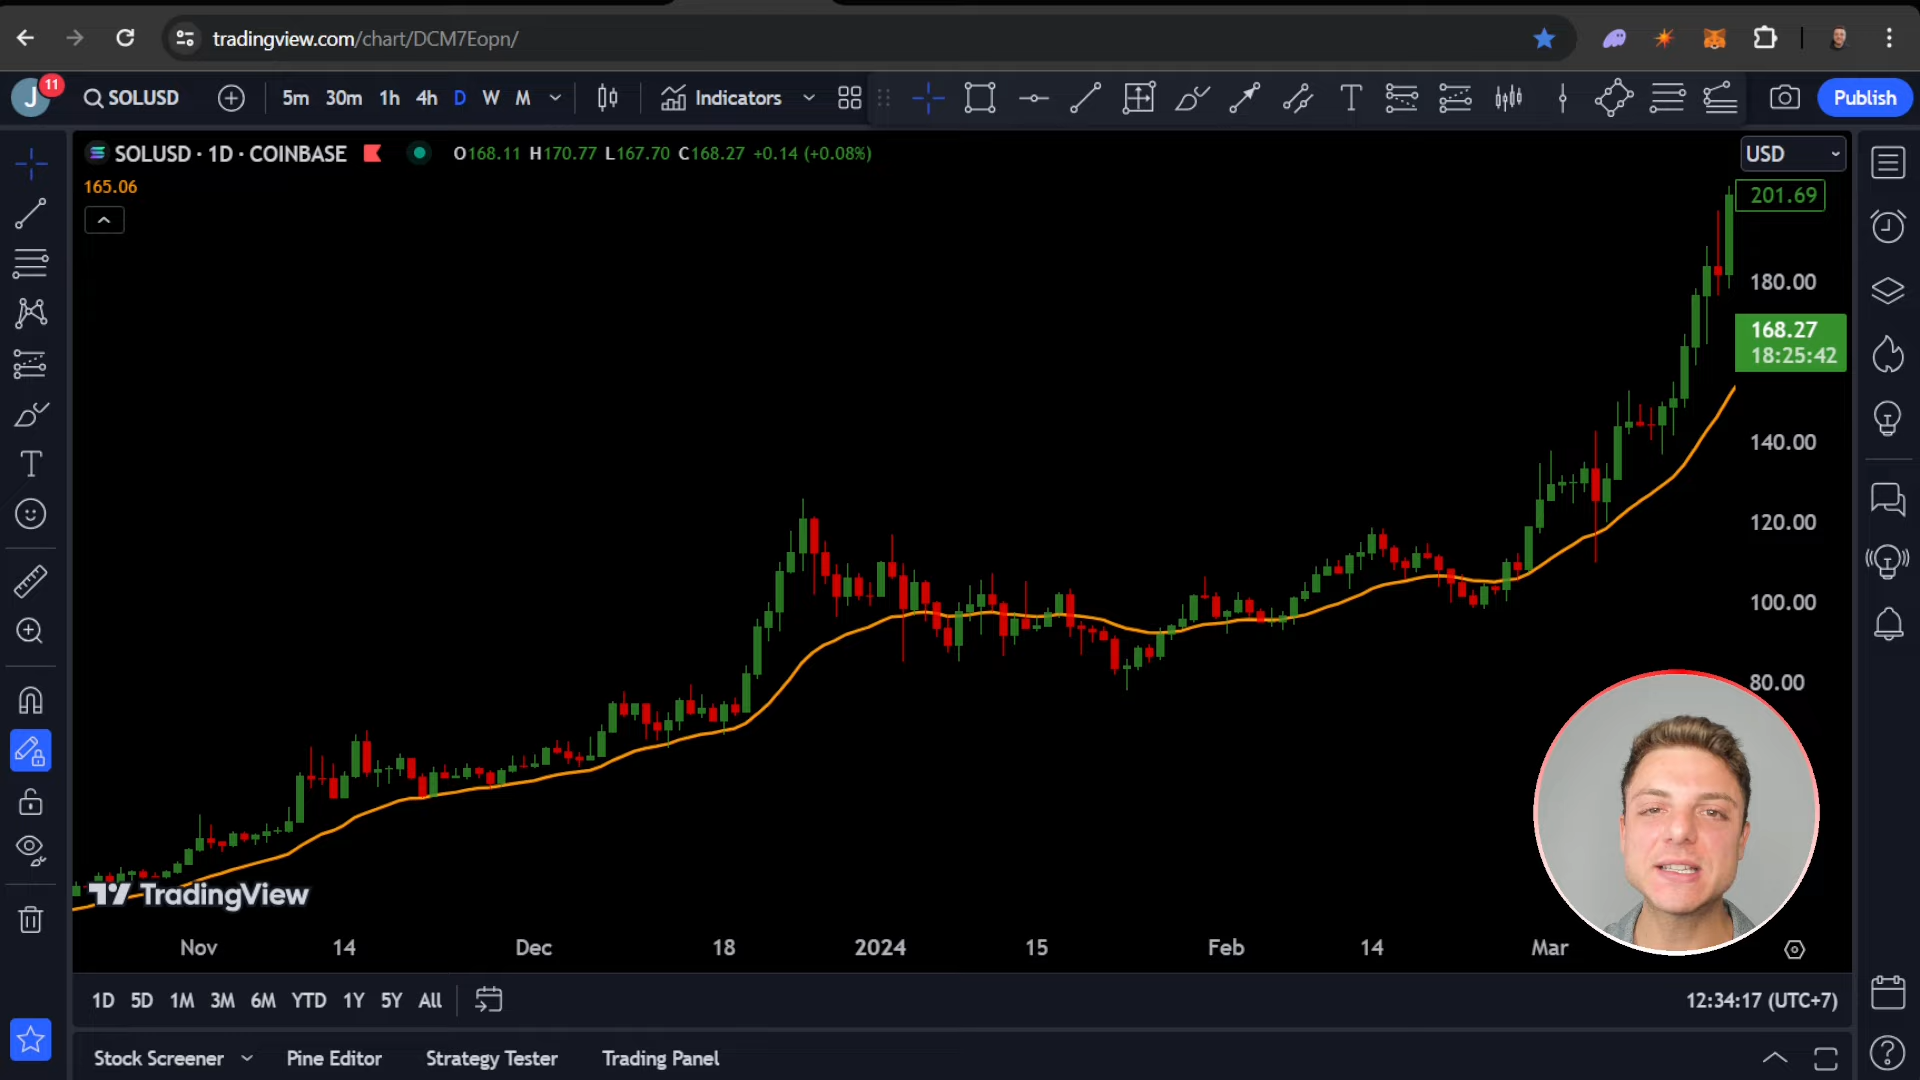 tradingview.com/chart/DCM7Eopn/
J 11 SOLUSD 5m 30m 1h 4h D W M Indicators Publish
SOLUSD · 1D · COINBASE O168.11 H170.77 L167.70 C168.27 +0.14 (+0.08%) USD
165.06
201.69
180.00
168.27
18:25:42
140.00
120.00
100.00
80.00
TradingView
Nov 14 Dec 18 2024 15 Feb 14 Mar
1D 5D 1M 3M 6M YTD 1Y 5Y All 12:34:17 (UTC+7)
Stock Screener Pine Editor Strategy Tester Trading Panel